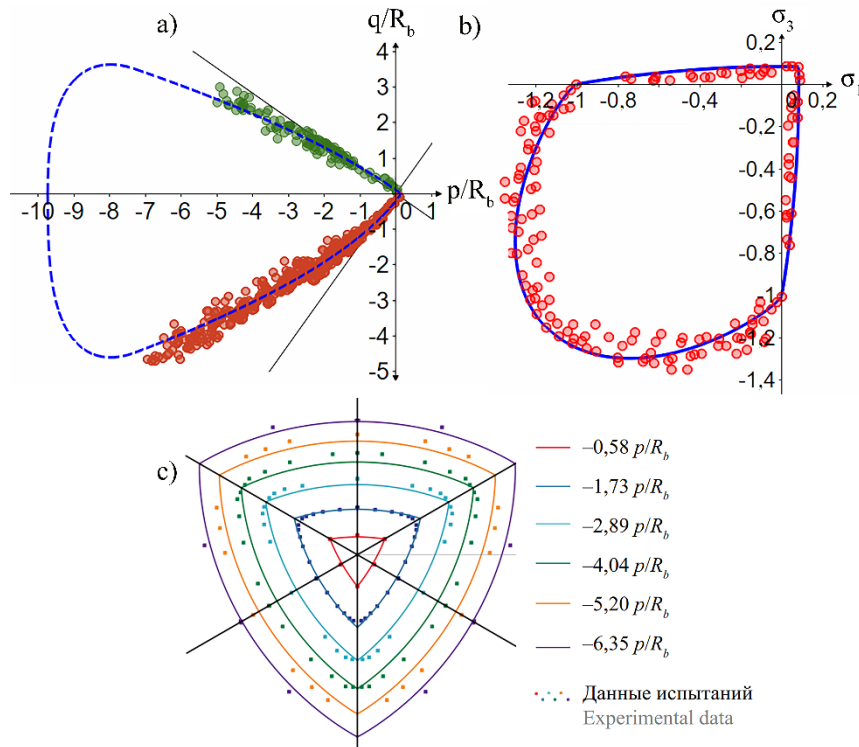 a)
q/R_b
4
3
2
1
-10 -9 -8 -7 -6 -5 -4 -3 -2 0 1
p/R_b
-1
-2
-3
-4
-5
b)
σ_3
0,2
-1,2 -1 -0,8 -0,4 0 0,2
σ_1
-0,4
-0,6
-0,8
-1
-1,2
-1,4
c)
–0,58 p/R_b
–1,73 p/R_b
–2,89 p/R_b
–4,04 p/R_b
–5,20 p/R_b
–6,35 p/R_b
Данные испытаний
Experimental data